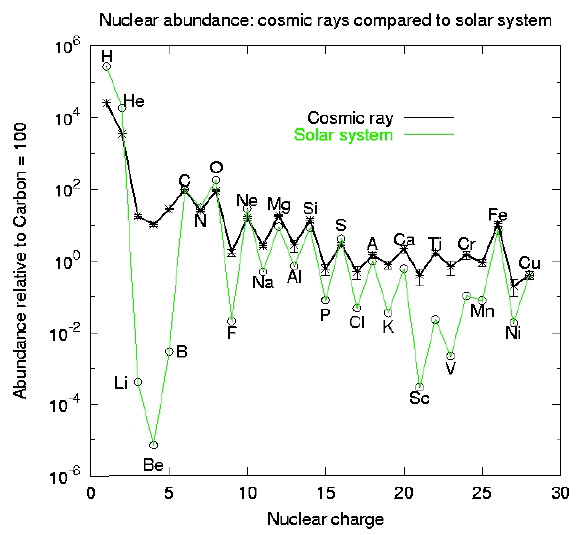 Nuclear abundance: cosmic rays compared to solar system
Abundance relative to Carbon = 100
10^6
10^4
10^2
10^0
10^-2
10^-4
10^-6
Cosmic ray
Solar system
H
He
Li
Be
B
C
N
O
F
Ne
Na
Mg
Al
Si
P
S
Cl
A
K
Ca
Sc
Ti
V
Cr
Mn
Fe
Ni
Cu
0 5 10 15 20 25 30
Nuclear charge